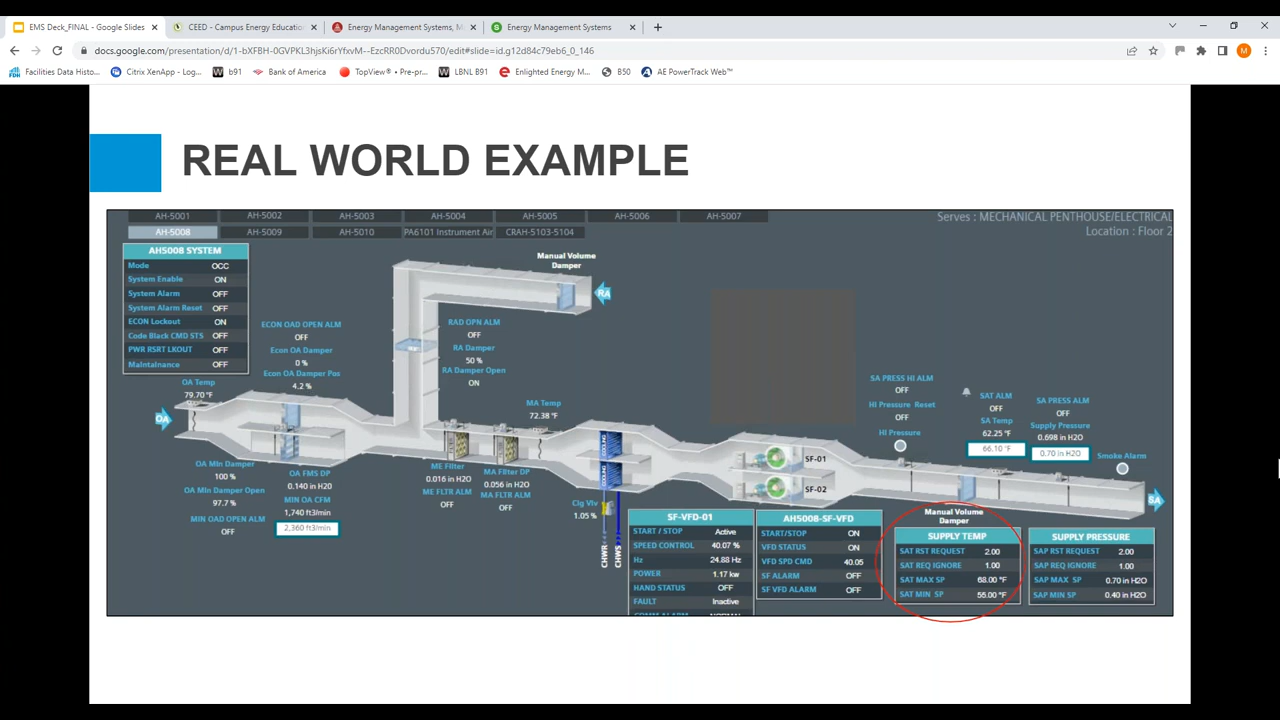 EMS Deck_FINAL - Google Slides
CEED - Campus Energy Educatio
Energy Management Systems, M
Energy Management Systems
docs.google.com/presentation/d/1-bXFBH-0GVPKL3hjsKi6rYfxvM--EzcRR0Dvordu570/edit#slide=id.g12d84c79eb6_0_146
M
Facilities Data Histo...
Citrix XenApp - Log...
b91
Bank of America
TopView® • Pre-pr...
LBNL B91
Enlighted Energy M...
B50
AE PowerTrack Web™
REAL WORLD EXAMPLE
AH-5001
AH-5002
AH-5003
AH-5004
AH-5005
AH-5006
AH-5007
Serves : MECHANICAL PENTHOUSE/ELECTRICAL
AH-5008
AH-5009
AH-5010
PA6101 Instrument Air
CRAH-5103-5104
Location : Floor 2
AH5008 SYSTEM
Mode OCC
System Enable ON
System Alarm OFF
System Alarm Reset OFF
ECON Lockout ON
Code Black CMD STS OFF
PWR RSRT LKOUT OFF
Maintainance OFF
Manual Volume
Damper
RA
ECON OAD OPEN ALM
OFF
Econ OA Damper
0 %
Econ OA Damper Pos
4.2 %
RAD OPN ALM
OFF
RA Damper
50 %
RA Damper Open
ON
OA Temp
79.70 °F
OA
MA Temp
72.38 °F
SA PRESS HI ALM
OFF
HI Pressure Reset
OFF
HI Pressure
SAT ALM
OFF
SA Temp
62.25 °F
66.10 °F
SA PRESS ALM
OFF
Supply Pressure
0.698 in H2O
0.70 in H2O
Smoke Alarm
SA
COOLING
COOLING
SF-01
SF-02
OA MIn Damper
100 %
OA MIn Damper Open
97.7 %
MIN OAD OPEN ALM
OFF
OA FMS DP
0.140 in H2O
MIN OA CFM
1,740 ft3/min
2,360 ft3/min
ME Filter
0.016 in H2O
ME FLTR ALM
OFF
MA Filter DP
0.056 in H2O
MA FLTR ALM
OFF
Clg Vlv
1.05 %
CHWR
CHWS
SF-VFD-01
START / STOP Active
SPEED CONTROL 40.07 %
Hz 24.88 Hz
POWER 1.17 kw
HAND STATUS OFF
FAULT Inactive
AH5008-SF-VFD
START/STOP ON
VFD STATUS ON
VFD SPD CMD 40.05
SF ALARM OFF
SF VFD ALARM OFF
Manual Volume
Damper
SUPPLY TEMP
SAT RST REQUEST 2.00
SAT REQ IGNORE 1.00
SAT MAX SP 68.00 °F
SAT MIN SP 55.00 °F
SUPPLY PRESSURE
SAP RST REQUEST 2.00
SAP REQ IGNORE 1.00
SAP MAX SP 0.70 in H2O
SAP MIN SP 0.40 in H2O